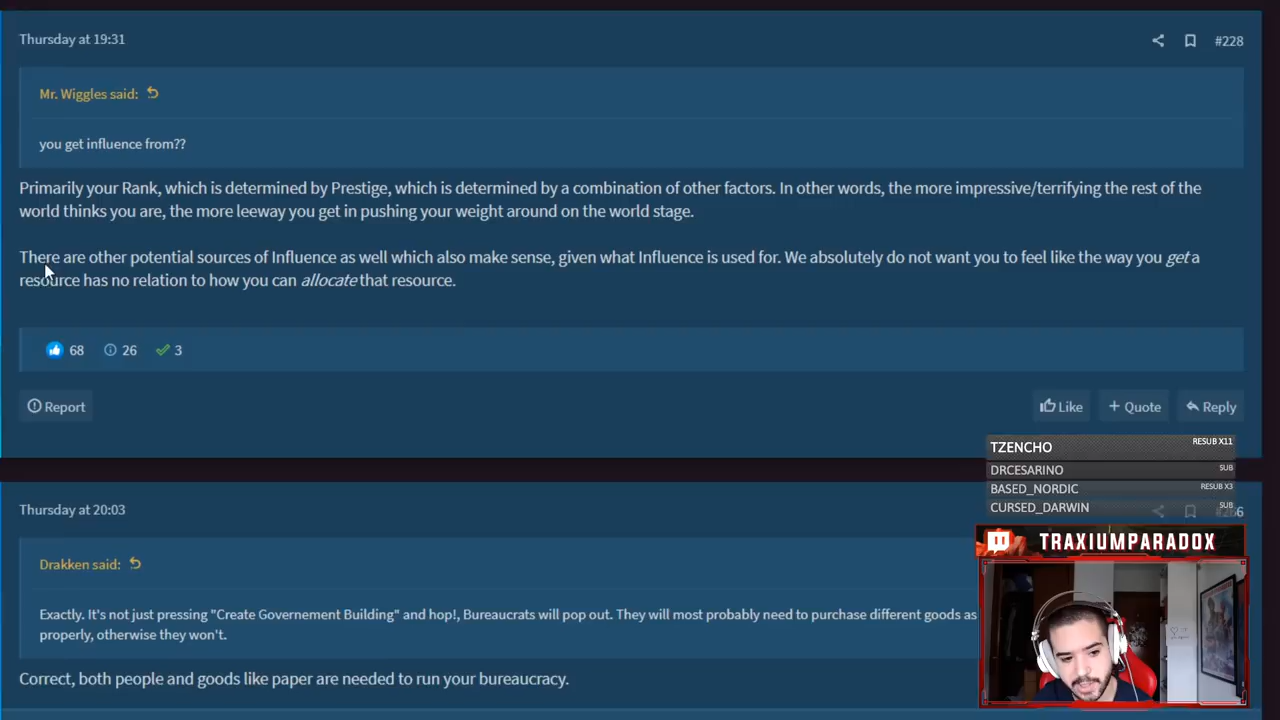 Thursday at 19:31
#228
Mr. Wiggles said:
you get influence from??
Primarily your Rank, which is determined by Prestige, which is determined by a combination of other factors. In other words, the more impressive/terrifying the rest of the
world thinks you are, the more leeway you get in pushing your weight around on the world stage.
There are other potential sources of Influence as well which also make sense, given what Influence is used for. We absolutely do not want you to feel like the way you get a
resource has no relation to how you can allocate that resource.
68 26 3
Report
Like + Quote Reply
TZENCHO RESUB X11
DRCESARINO SUB
BASED_NORDIC RESUB X3
CURSED_DARWIN SUB
Thursday at 20:03
TRAXIUMPARADOX
Drakken said:
Exactly. It's not just pressing "Create Governement Building" and hop!, Bureaucrats will pop out. They will most probably need to purchase different goods as
properly, otherwise they won't.
Correct, both people and goods like paper are needed to run your bureaucracy.